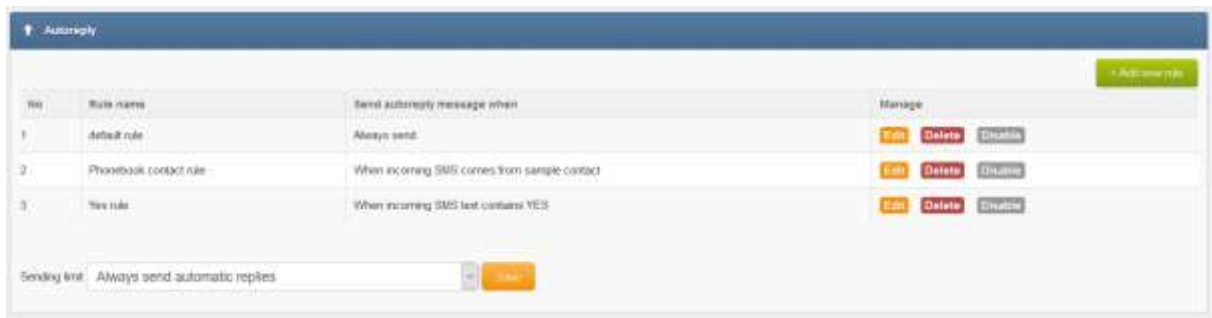 Autoreply
+ Add new rule
No Rule name Send autoreply message when Manage
1 default rule Always send Edit Delete Disable
2 Phonebook contact rule When incoming SMS comes from sample contact Edit Delete Disable
3 Yes rule When incoming SMS text contains YES Edit Delete Disable
Sending limit Always send automatic replies Save